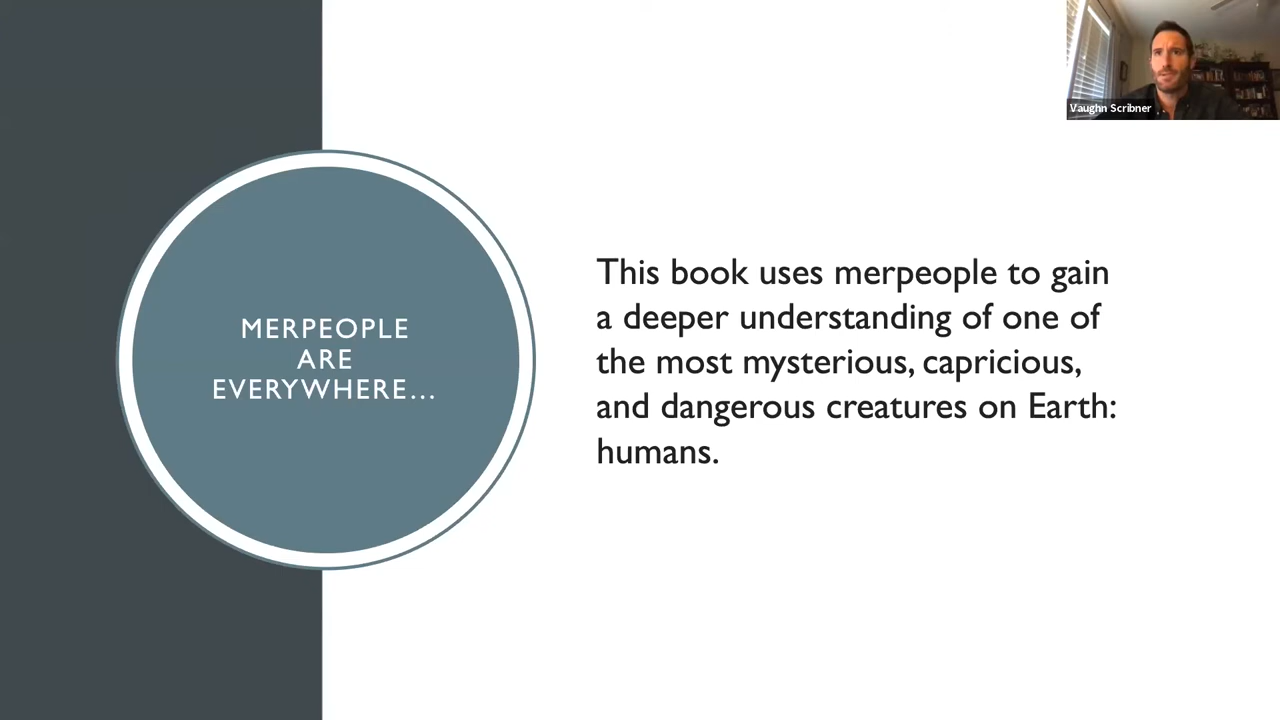 Vaughn Scribner
MERPEOPLE
ARE
EVERYWHERE...
This book uses merpeople to gain
a deeper understanding of one of
the most mysterious, capricious,
and dangerous creatures on Earth:
humans.